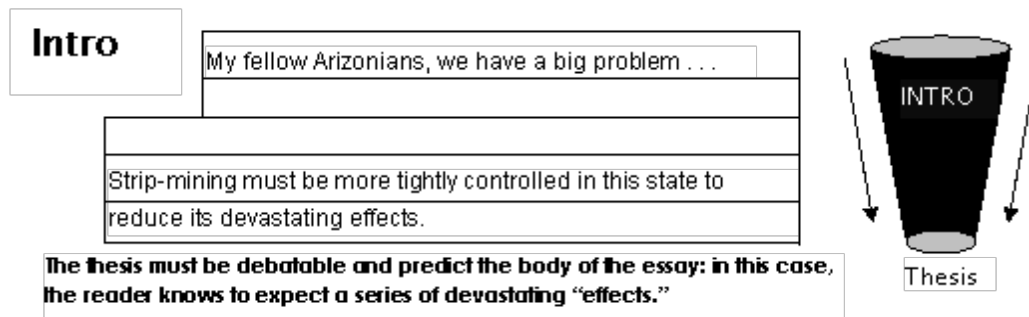 Intro
My fellow Arizonians, we have a big problem . . .
Strip-mining must be more tightly controlled in this state to
reduce its devastating effects.
The thesis must be debatable and predict the body of the essay: in this case,
the reader knows to expect a series of devastating “effects.”
INTRO
Thesis